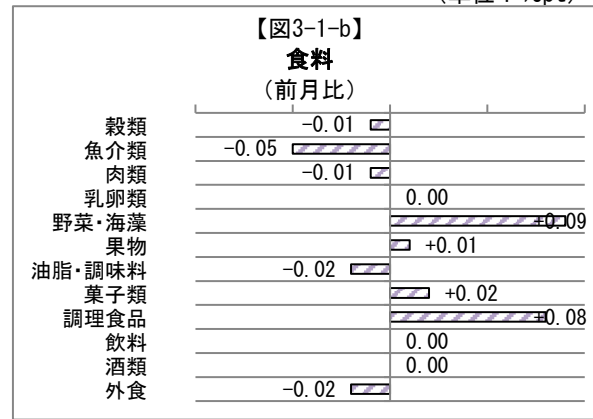 (単位：%pt)
【図3-1-b】
食料
（前月比）
穀類 -0.01
魚介類 -0.05
肉類 -0.01
乳卵類 0.00
野菜・海藻 +0.09
果物 +0.01
油脂・調味料 -0.02
菓子類 +0.02
調理食品 +0.08
飲料 0.00
酒類 0.00
外食 -0.02